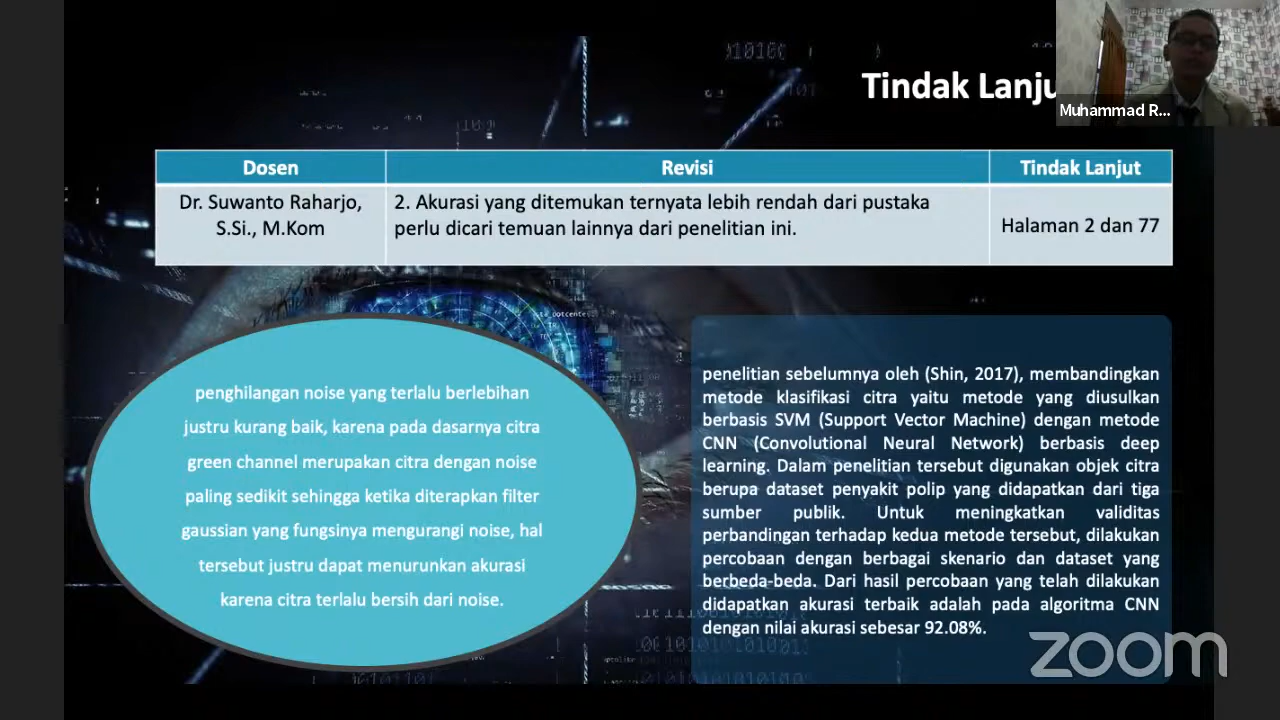 Tindak Lanju
Muhammad R...
Dosen
Revisi
Tindak Lanjut
Dr. Suwanto Raharjo,
S.Si., M.Kom
2. Akurasi yang ditemukan ternyata lebih rendah dari pustaka
perlu dicari temuan lainnya dari penelitian ini.
Halaman 2 dan 77
penghilangan noise yang terlalu berlebihan
justru kurang baik, karena pada dasarnya citra
green channel merupakan citra dengan noise
paling sedikit sehingga ketika diterapkan filter
gaussian yang fungsinya mengurangi noise, hal
tersebut justru dapat menurunkan akurasi
karena citra terlalu bersih dari noise.
penelitian sebelumnya oleh (Shin, 2017), membandingkan
metode klasifikasi citra yaitu metode yang diusulkan
berbasis SVM (Support Vector Machine) dengan metode
CNN (Convolutional Neural Network) berbasis deep
learning. Dalam penelitian tersebut digunakan objek citra
berupa dataset penyakit polip yang didapatkan dari tiga
sumber publik. Untuk meningkatkan validitas
perbandingan terhadap kedua metode tersebut, dilakukan
percobaan dengan berbagai skenario dan dataset yang
berbeda-beda. Dari hasil percobaan yang telah dilakukan
didapatkan akurasi terbaik adalah pada algoritma CNN
dengan nilai akurasi sebesar 92.08%.
zoom